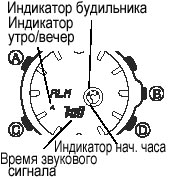 Индикатор будильника
Индикатор
утро/вечер
A
ALM
B
C
D
Индикатор нач. часа
Время звукового
сигнала